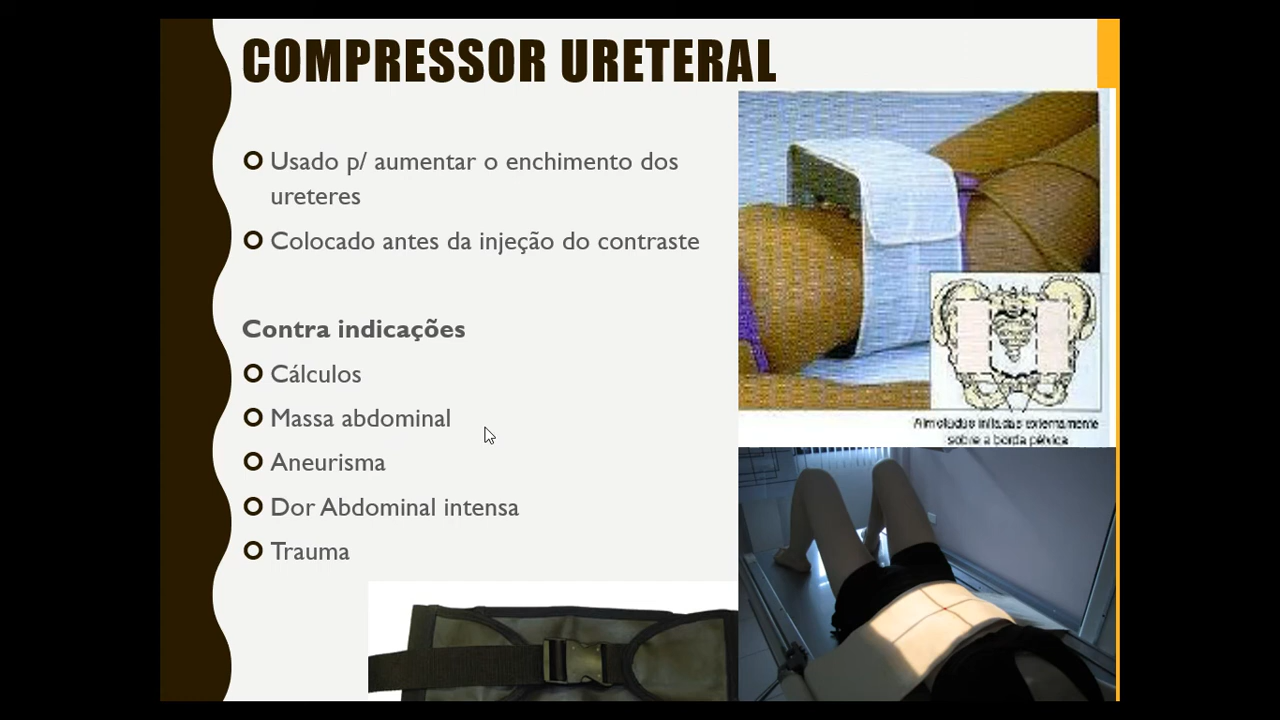 COMPRESSOR URETERAL
Usado p/ aumentar o enchimento dos
ureteres
Colocado antes da injeção do contraste
Contra indicações
Cálculos
Massa abdominal
Aneurisma
Dor Abdominal intensa
Trauma
externamente
sobre a borda pélvica